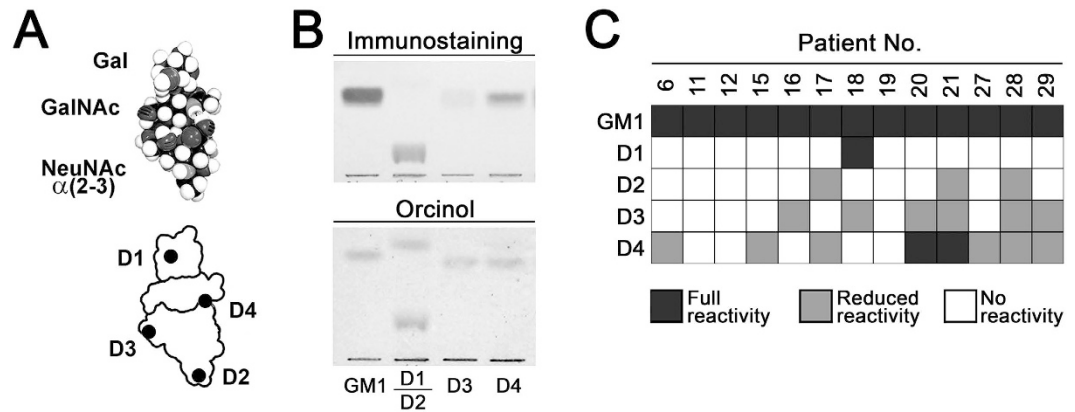 A
Gal
GalNAc
NeuNAc
α(2-3)
D1
D4
D3
D2
B
Immunostaining
Orcinol
GM1
D1
D2
D3
D4
C
Patient No.
6 11 12 15 16 17 18 19 20 21 27 28 29
GM1
D1
D2
D3
D4
Full
reactivity
Reduced
reactivity
No
reactivity